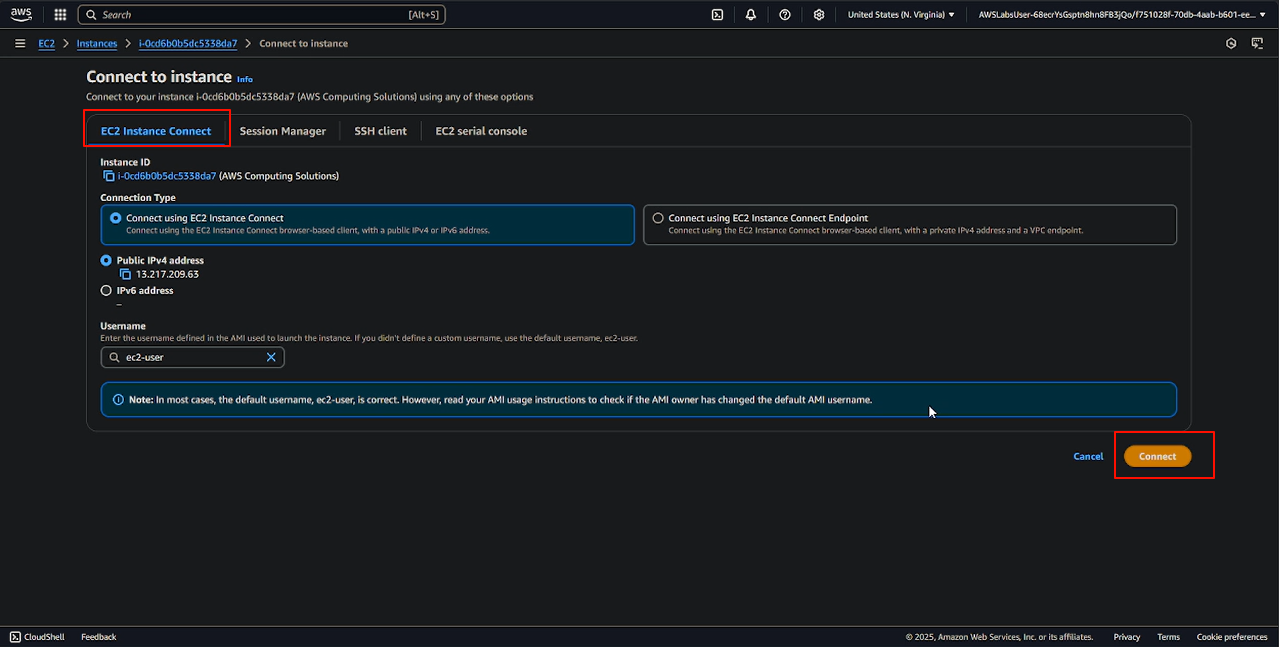 aws Search [Alt+S] United States (N. Virginia) AWSLabsUser-68ecrYsGsptn8hn8FB3jQo/f751028f-70db-4aab-b601-ee...
EC2 > Instances > i-0cd6b0b5dc5338da7 > Connect to instance
Connect to instance Info
Connect to your instance i-0cd6b0b5dc5338da7 (AWS Computing Solutions) using any of these options
EC2 Instance Connect Session Manager SSH client EC2 serial console
Instance ID
i-0cd6b0b5dc5338da7 (AWS Computing Solutions)
Connection Type
Connect using EC2 Instance Connect
Connect using the EC2 Instance Connect browser-based client, with a public IPv4 or IPv6 address.
Connect using EC2 Instance Connect Endpoint
Connect using the EC2 Instance Connect browser-based client, with a private IPv4 address and a VPC endpoint.
Public IPv4 address
13.217.209.63
IPv6 address
–
Username
Enter the username defined in the AMI used to launch the instance. If you didn't define a custom username, use the default username, ec2-user.
ec2-user
Note: In most cases, the default username, ec2-user, is correct. However, read your AMI usage instructions to check if the AMI owner has changed the default AMI username.
Cancel Connect
CloudShell Feedback © 2025, Amazon Web Services, Inc. or its affiliates. Privacy Terms Cookie preferences